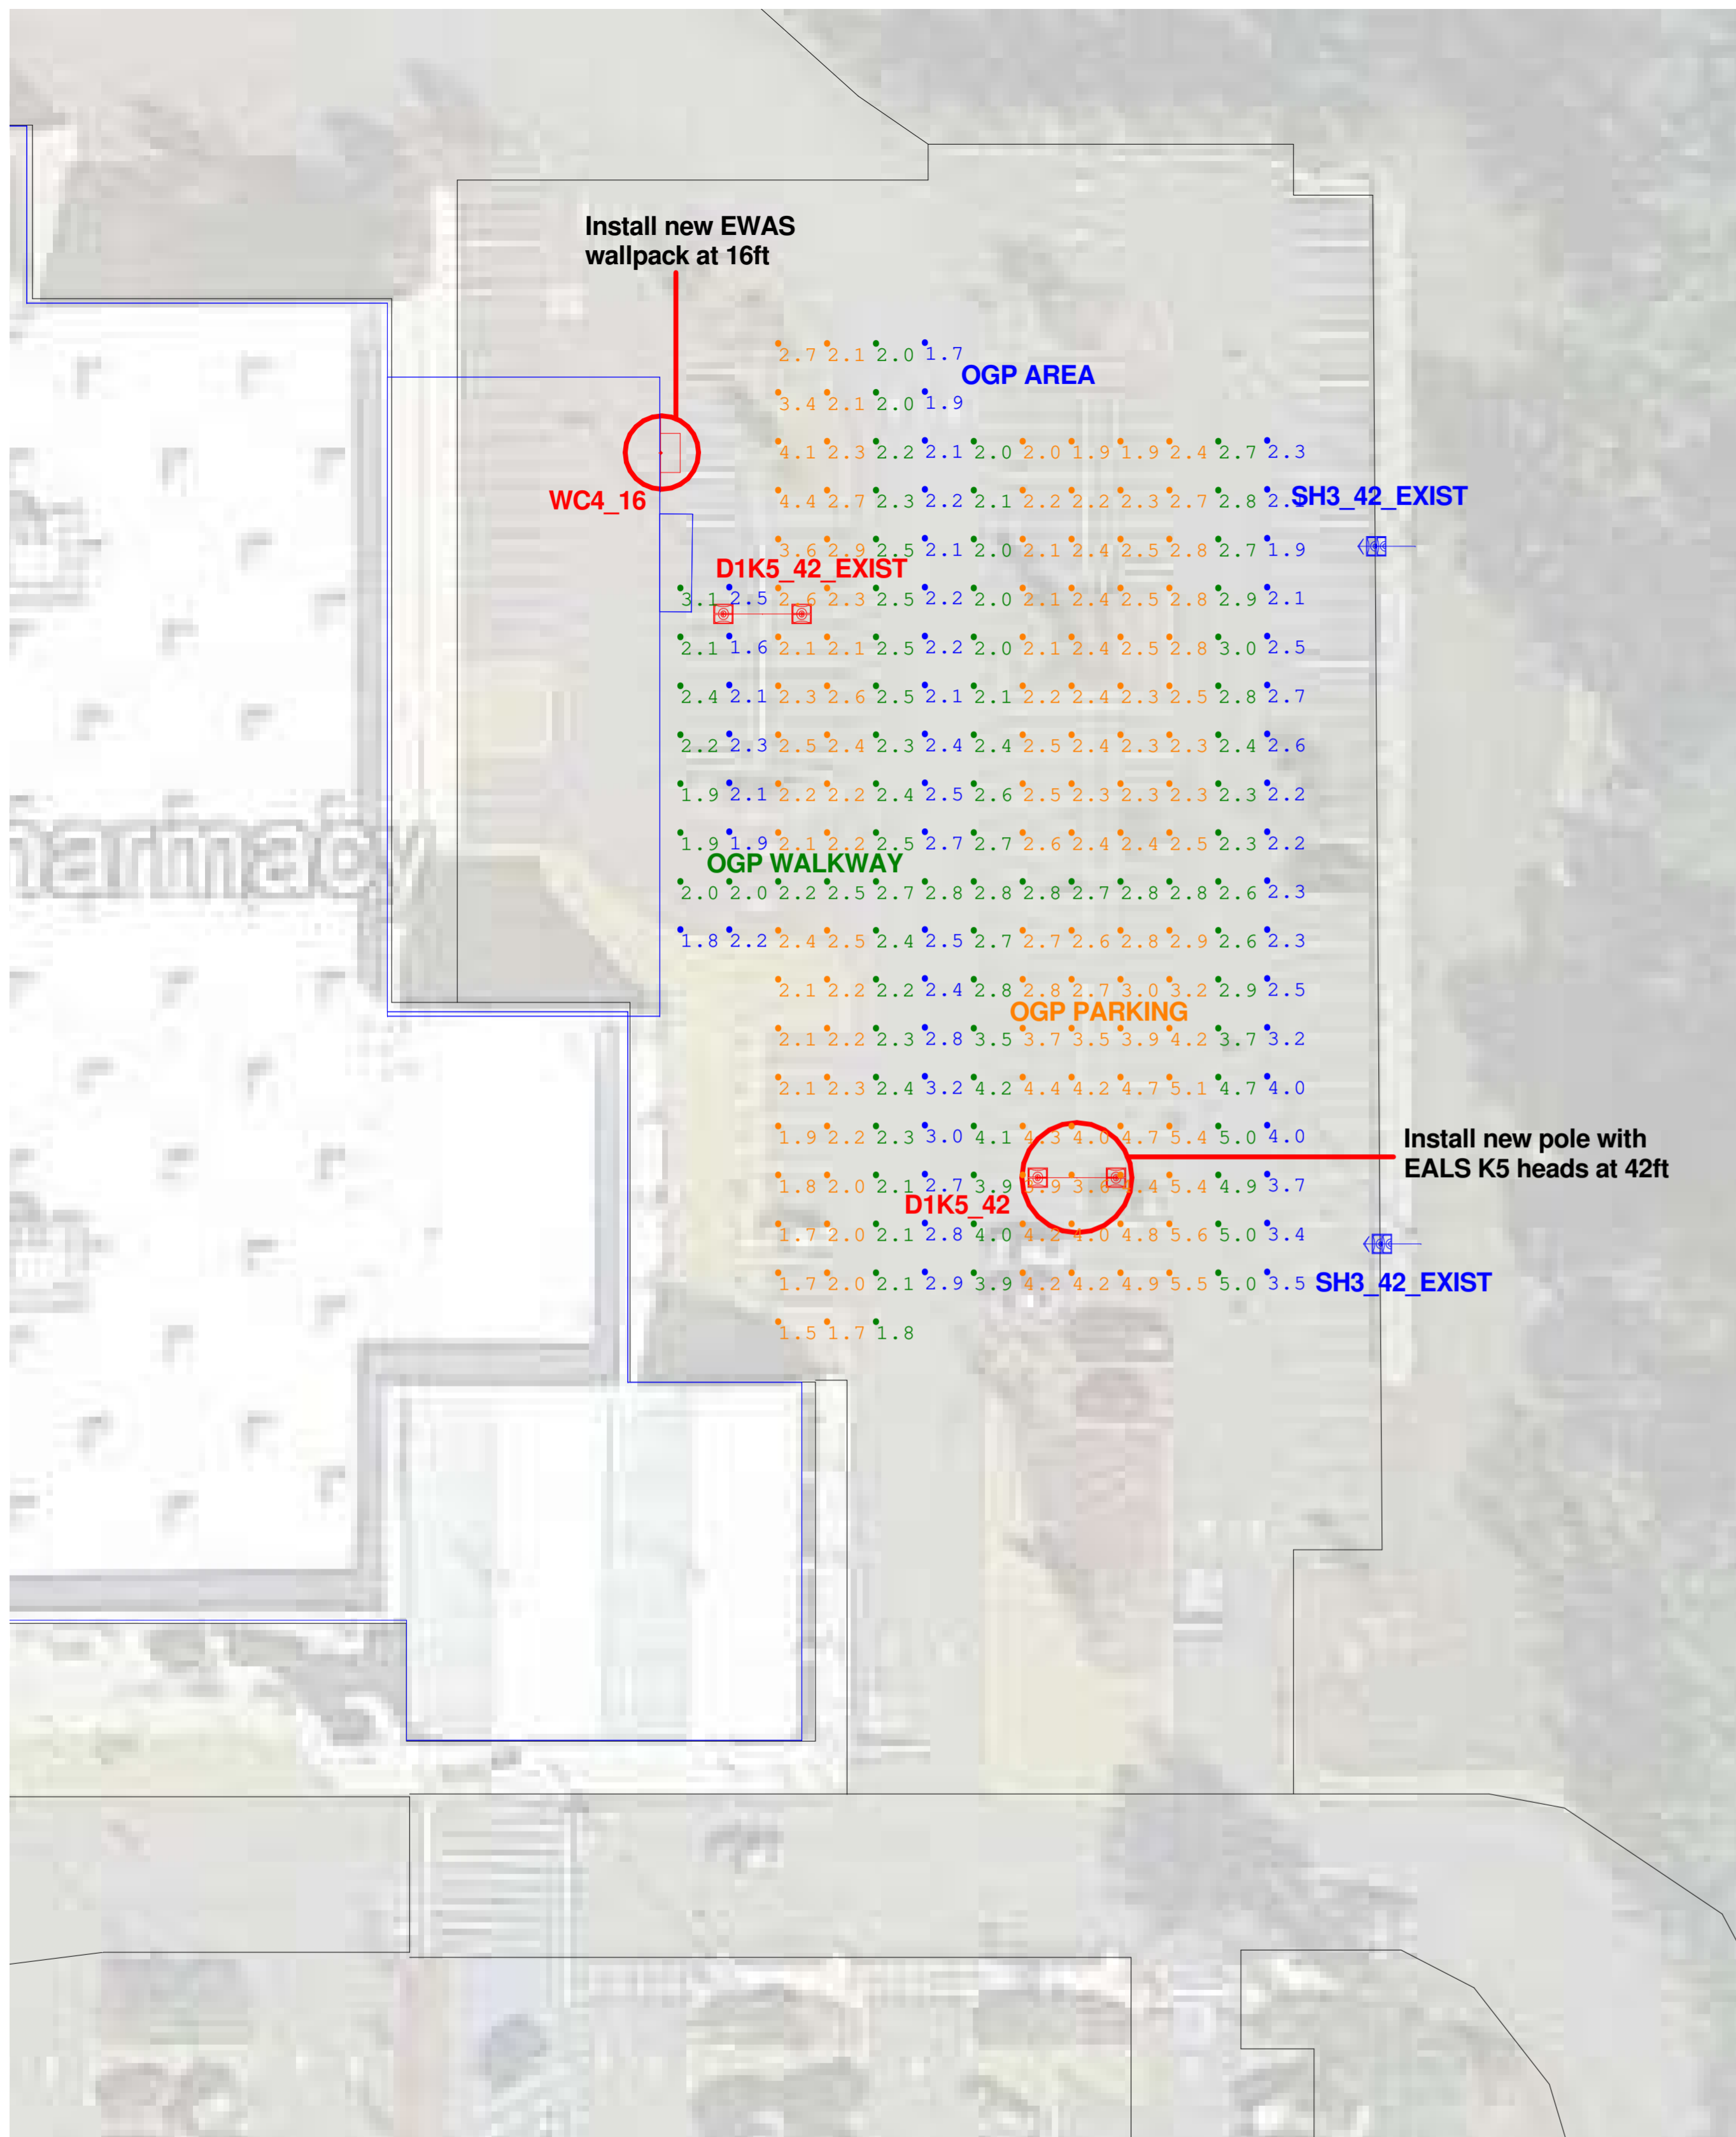 Install new EWAS
wallpack at 16ft
2.7 2.1 2.0 1.7
OGP AREA
3.4 2.1 2.0 1.9
4.1 2.3 2.2 2.1 2.0 2.0 1.9 1.9 2.4 2.7 2.3
WC4_16
4.4 2.7 2.3 2.2 2.1 2.2 2.2 2.3 2.7 2.8
SH3_42_EXIST
3.6 2.9 2.5 2.1 2.0 2.1 2.4 2.5 2.8 2.7 1.9
D1K5_42_EXIST
3.1 2.5 2.6 2.3 2.5 2.2 2.0 2.1 2.4 2.5 2.8 2.9 2.1
2.1 1.6 2.1 2.1 2.5 2.2 2.0 2.1 2.4 2.5 2.8 3.0 2.5
2.4 2.1 2.3 2.6 2.5 2.1 2.1 2.2 2.4 2.3 2.5 2.8 2.7
2.2 2.3 2.5 2.4 2.3 2.4 2.4 2.5 2.4 2.3 2.3 2.4 2.6
1.9 2.1 2.2 2.2 2.4 2.5 2.6 2.5 2.3 2.3 2.3 2.3 2.2
1.9 1.9 2.1 2.2 2.5 2.7 2.7 2.6 2.4 2.4 2.5 2.3 2.2
harmacy
OGP WALKWAY
2.0 2.0 2.2 2.5 2.7 2.8 2.8 2.8 2.7 2.8 2.8 2.6 2.3
1.8 2.2 2.4 2.5 2.4 2.5 2.7 2.7 2.6 2.8 2.9 2.6 2.3
2.1 2.2 2.2 2.4 2.8 2.8 2.7 3.0 3.2 2.9 2.5
OGP PARKING
2.1 2.2 2.3 2.8 3.5 3.7 3.5 3.9 4.2 3.7 3.2
2.1 2.3 2.4 3.2 4.2 4.4 4.2 4.7 5.1 4.7 4.0
1.9 2.2 2.3 3.0 4.1 4.3 4.0 4.7 5.4 5.0 4.0
Install new pole with
EALS K5 heads at 42ft
1.8 2.0 2.1 2.7 3.9 3.9 3.6 4.4 5.4 4.9 3.7
D1K5_42
1.7 2.0 2.1 2.8 4.0 4.2 4.0 4.8 5.6 5.0 3.4
1.7 2.0 2.1 2.9 3.9 4.2 4.2 4.9 5.5 5.0 3.5
SH3_42_EXIST
1.5 1.7 1.8